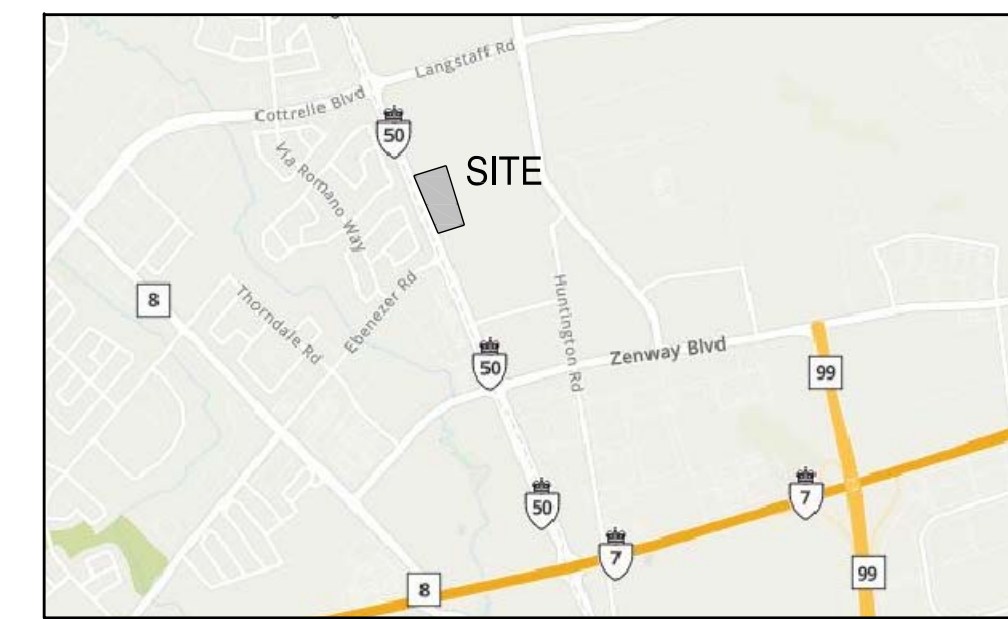 Langstaff Rd
Cottrelle Blvd
50
SITE
Via Romano Way
8
Thorndale Rd
Ebenezer Rd
Huntington Rd
50
Zenway Blvd
99
50
7
7
8
99